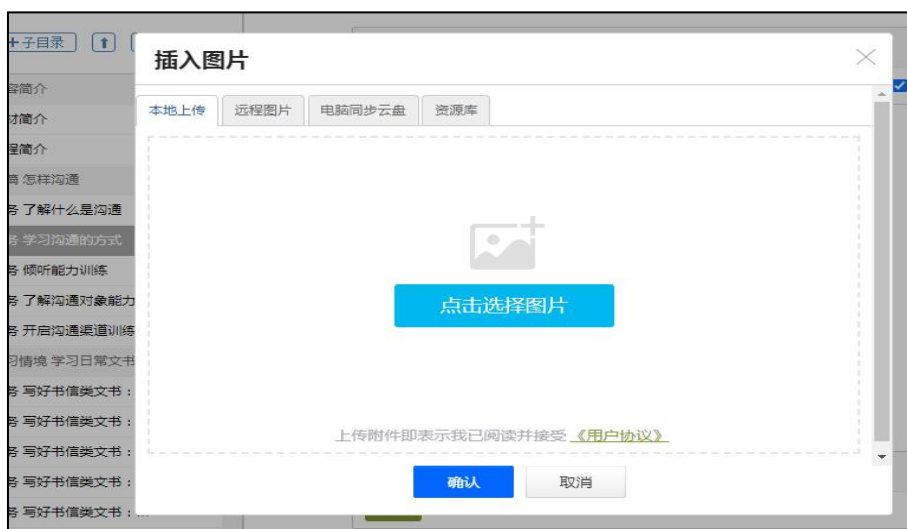 +子目录
插入图片
容简介
本地上传 远程图片 电脑同步云盘 资源库
材简介
程简介
怎样沟通
务 了解什么是沟通
务 学习沟通的方式
务 倾听能力训练
务 了解沟通对象能力
点击选择图片
务 开启沟通渠道训练
习情境 学习日常文书
务 写好书信类文书：
务 写好书信类文书：
上传附件即表示我已阅读并接受《用户协议》
务 写好书信类文书：
务 写好书信类文书：
确认 取消
务 写好书信类文书：...